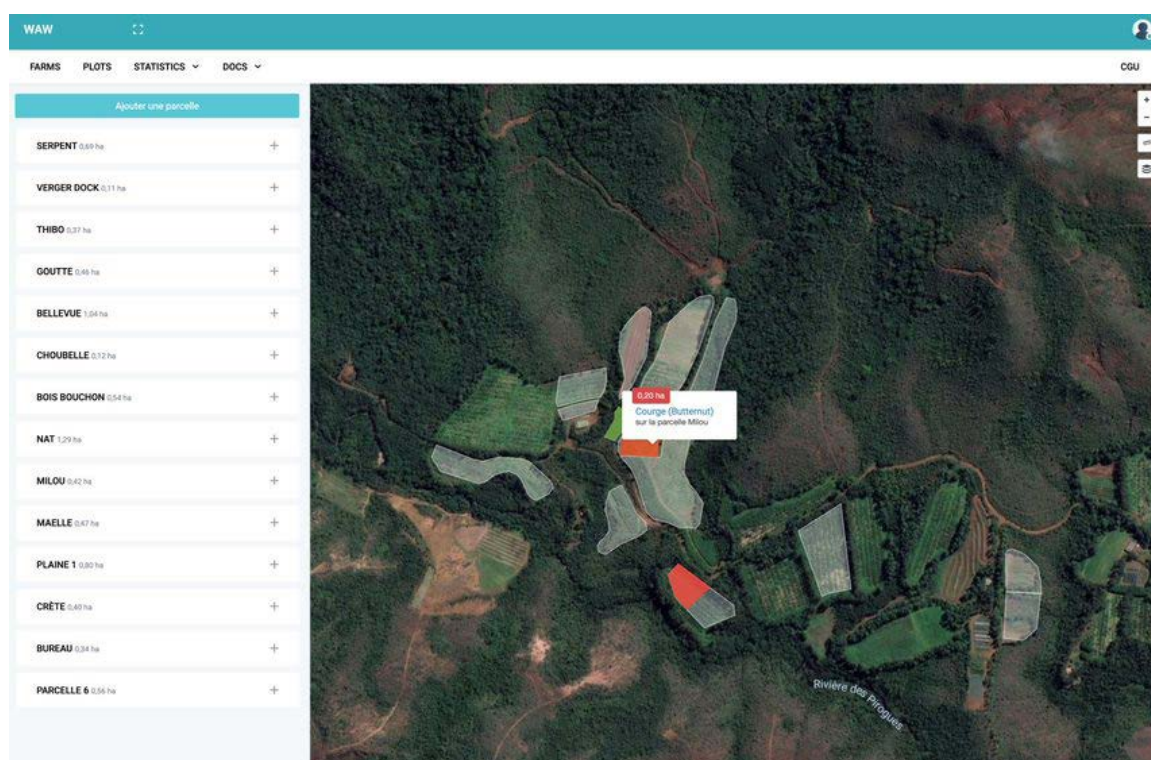 WAW
FARMS PLOTS STATISTICS DOCS CGU
Ajouter une parcelle
SERPENT 0,69 ha
VERGER DOCK 0,11 ha
THIBO 0,37 ha
GOUTTE 0,46 ha
BELLEVUE 1,04 ha
CHOUBELLE 0,12 ha
BOIS BOUCHON 0,54 ha
NAT 1,29 ha
MILOU 0,42 ha
MAELLE 0,47 ha
PLAINE 1 0,80 ha
CRÊTE 0,40 ha
BUREAU 0,34 ha
PARCELLE 6 0,56 ha
0,20 ha
Courge (Butternut)
sur la parcelle Milou
Rivière des Pirogues